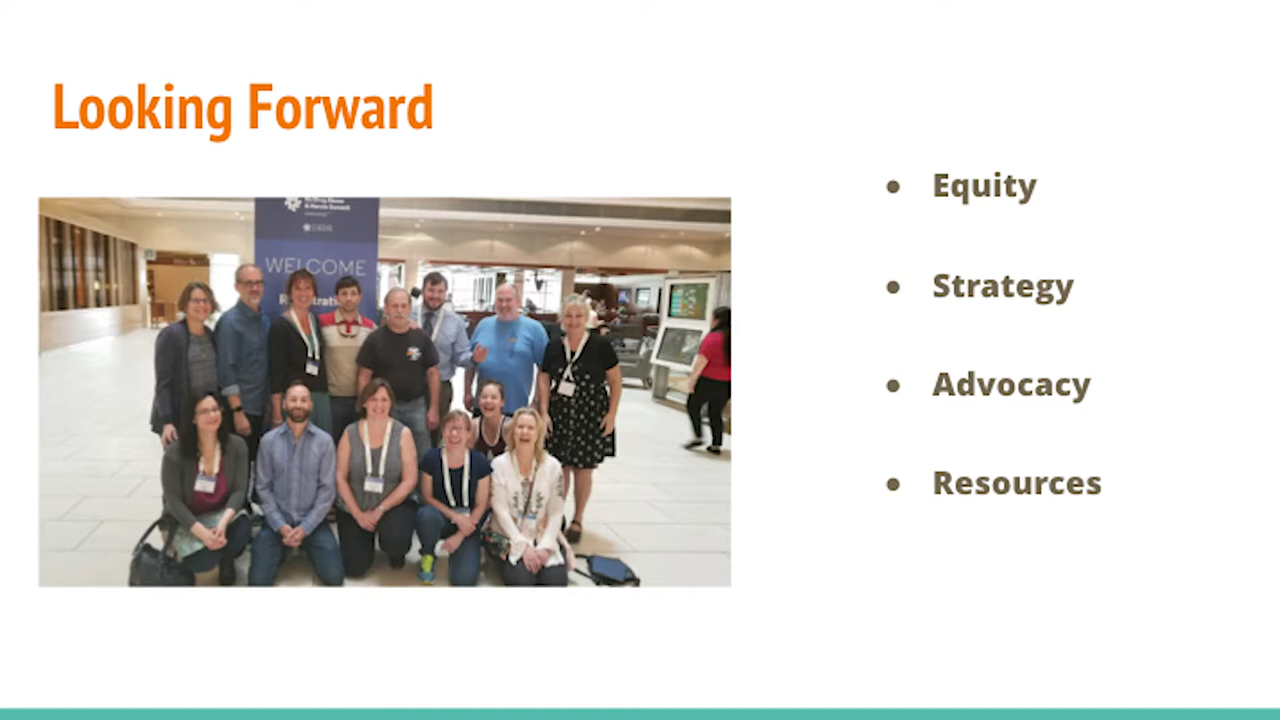 Looking Forward
WELCOME
• Equity
• Strategy
• Advocacy
• Resources